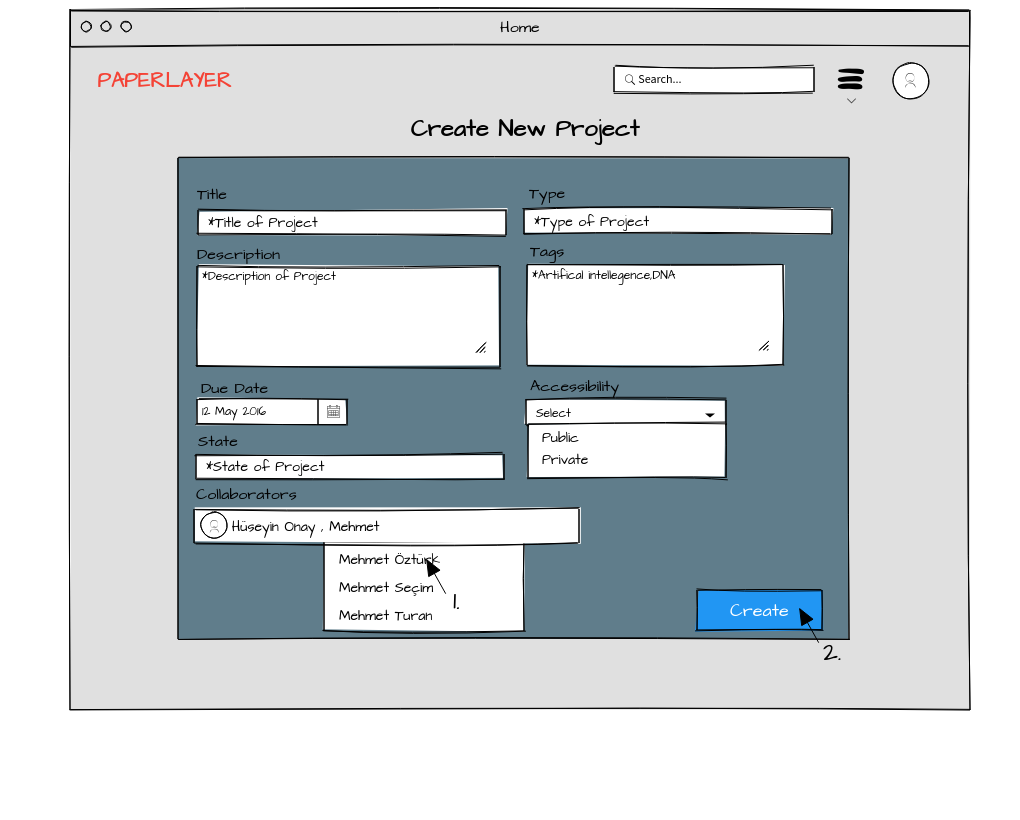 Home
PAPERLAYER
Search...
Create New Project
Title
Type
*Title of Project
*Type of Project
Description
Tags
*Description of Project
*Artifical intellegence,DNA
Due Date
Accessibility
12 May 2016
Select
Public
State
Private
*State of Project
Collaborators
Hüseyin Onay , Mehmet
Mehmet Öztürk
Mehmet Seçim
1.
Mehmet Turan
Create
2.